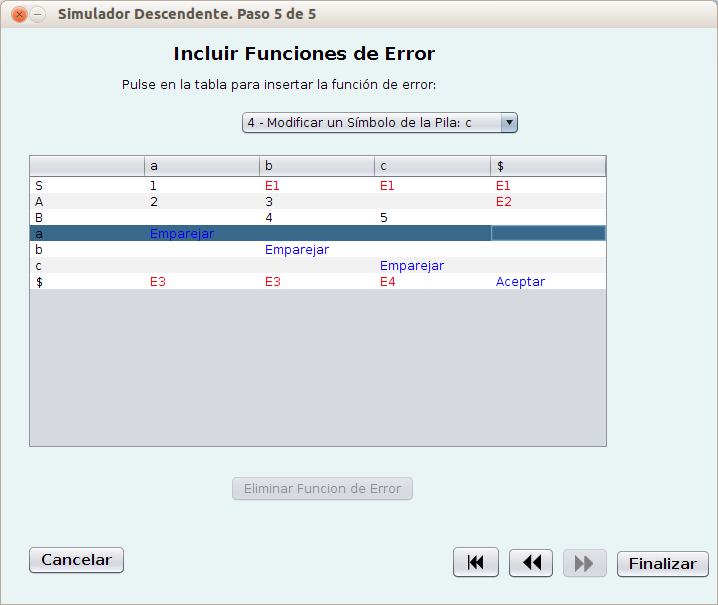 Simulador Descendente. Paso 5 de 5
Incluir Funciones de Error
Pulse en la tabla para insertar la función de error:
4 - Modificar un Símbolo de la Pila: c
a b c $
S 1 E1 E1 E1
A 2 3 E2
B 4 5
a Emparejar
b Emparejar
c Emparejar
$ E3 E3 E4 Aceptar
Eliminar Funcion de Error
Cancelar
Finalizar